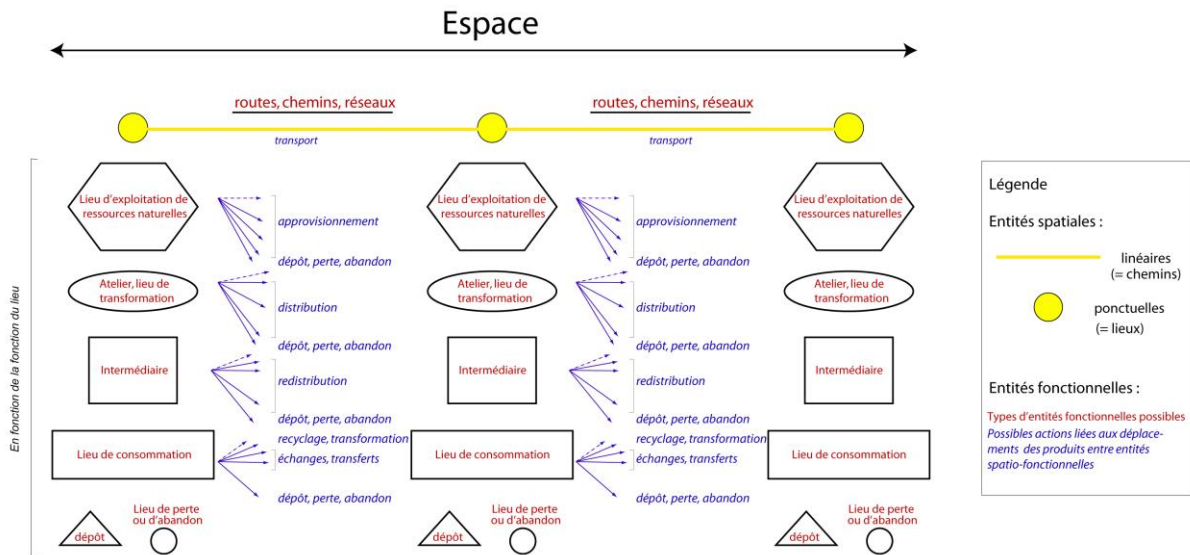 Espace
routes, chemins, réseaux
routes, chemins, réseaux
transport
transport
En fonction de la fonction du lieu
Lieu d'exploitation de
ressources naturelles
approvisionnement
dépôt, perte, abandon
Atelier, lieu de
transformation
distribution
dépôt, perte, abandon
Intermédiaire
redistribution
dépôt, perte, abandon
Lieu de consommation
recyclage, transformation
échanges, transferts
dépôt, perte, abandon
dépôt
Lieu de perte
ou d'abandon
Lieu d'exploitation de
ressources naturelles
approvisionnement
dépôt, perte, abandon
Atelier, lieu de
transformation
distribution
dépôt, perte, abandon
Intermédiaire
redistribution
dépôt, perte, abandon
Lieu de consommation
recyclage, transformation
échanges, transferts
dépôt, perte, abandon
dépôt
Lieu de perte
ou d'abandon
Lieu d'exploitation de
ressources naturelles
Atelier, lieu de
transformation
Intermédiaire
Lieu de consommation
dépôt
Lieu de perte
ou d'abandon
Légende
Entités spatiales :
linéaires
(= chemins)
ponctuelles
(= lieux)
Entités fonctionnelles :
Types d'entités fonctionnelles possibles
Possibles actions liées aux déplace-
ments des produits entre entités
spatio-fonctionnelles